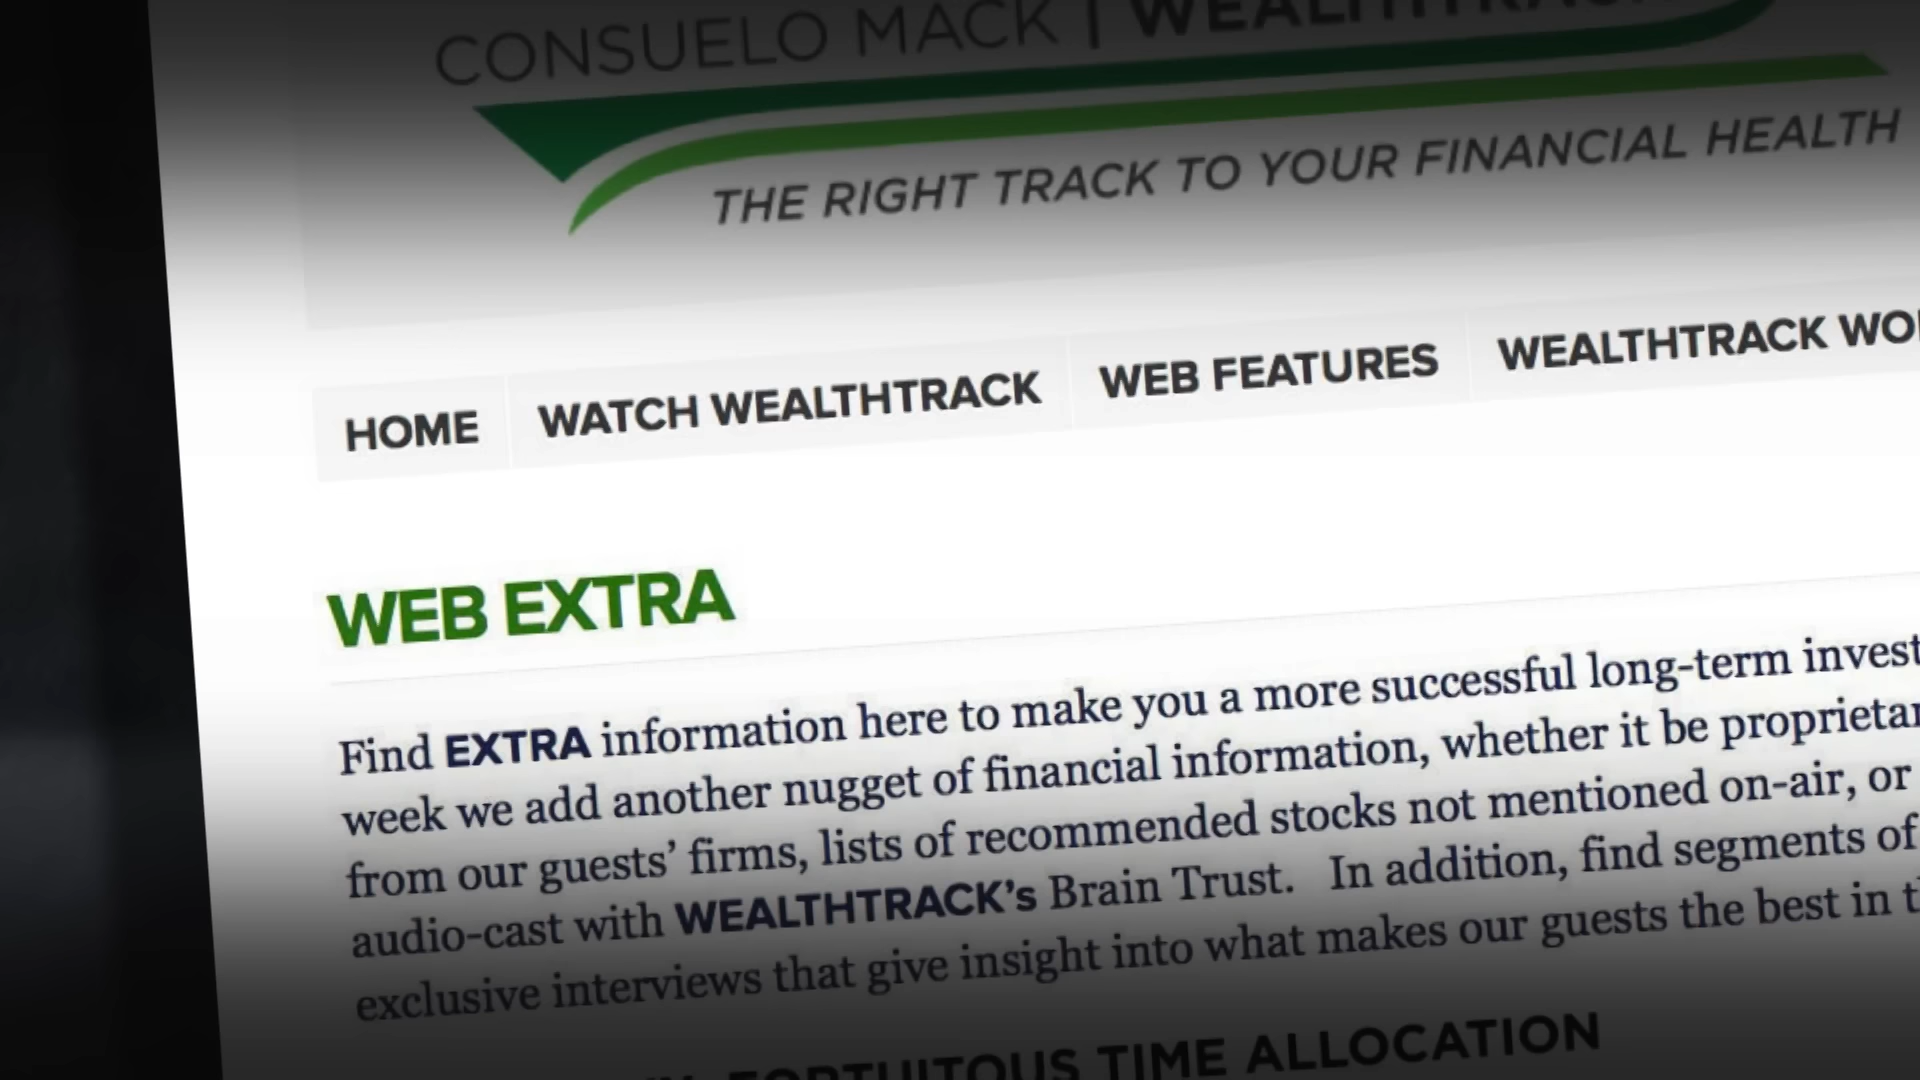 CONSUELO MACK | WEALTHTRACK
THE RIGHT TRACK TO YOUR FINANCIAL HEALTH
HOME WATCH WEALTHTRACK WEB FEATURES WEALTHTRACK
WEB EXTRA
Find EXTRA information here to make you a more successful long-term
week we add another nugget of financial information, whether it be
from our guests’ firms, lists of recommended stocks not mentioned on-air, or
audio-cast with WEALTHTRACK’s Brain Trust. In addition, find segments of
exclusive interviews that give insight into what makes our guests the best in
FORTUITOUS TIME ALLOCATION